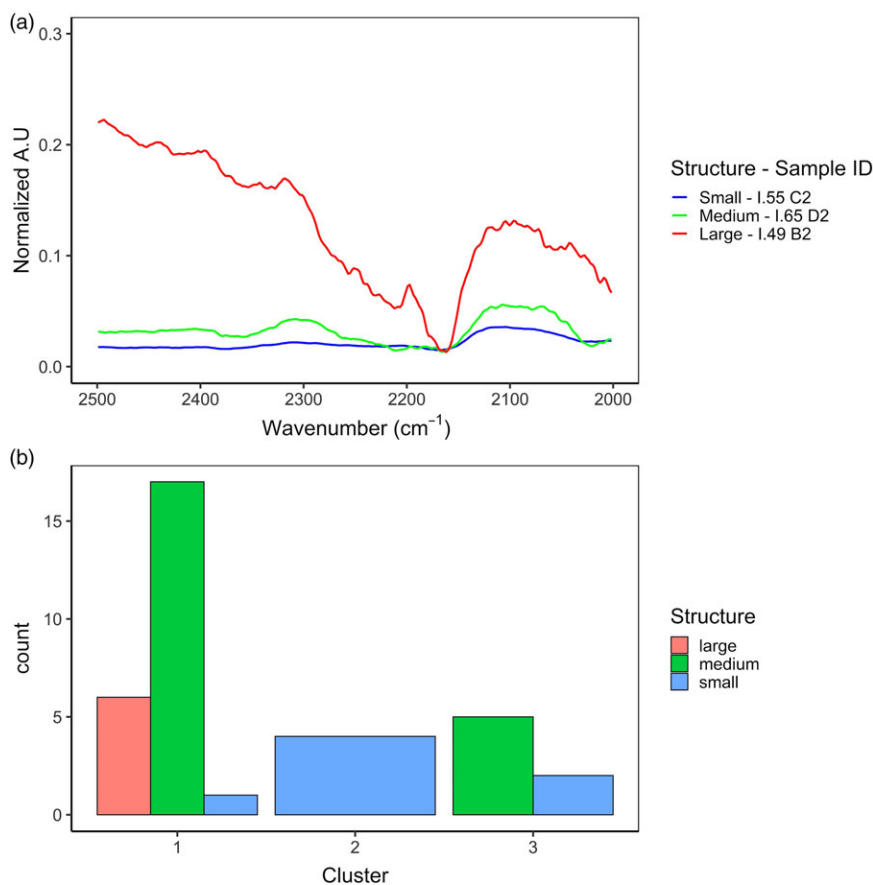 (a)
0.3
0.2
0.1
0.0
Normalized A.U
2500 2400 2300 2200 2100 2000
Wavenumber (cm⁻¹)
Structure - Sample ID
Small - I.55 C2
Medium - I.65 D2
Large - I.49 B2
(b)
15
10
5
0
count
1 2 3
Cluster
Structure
large
medium
small